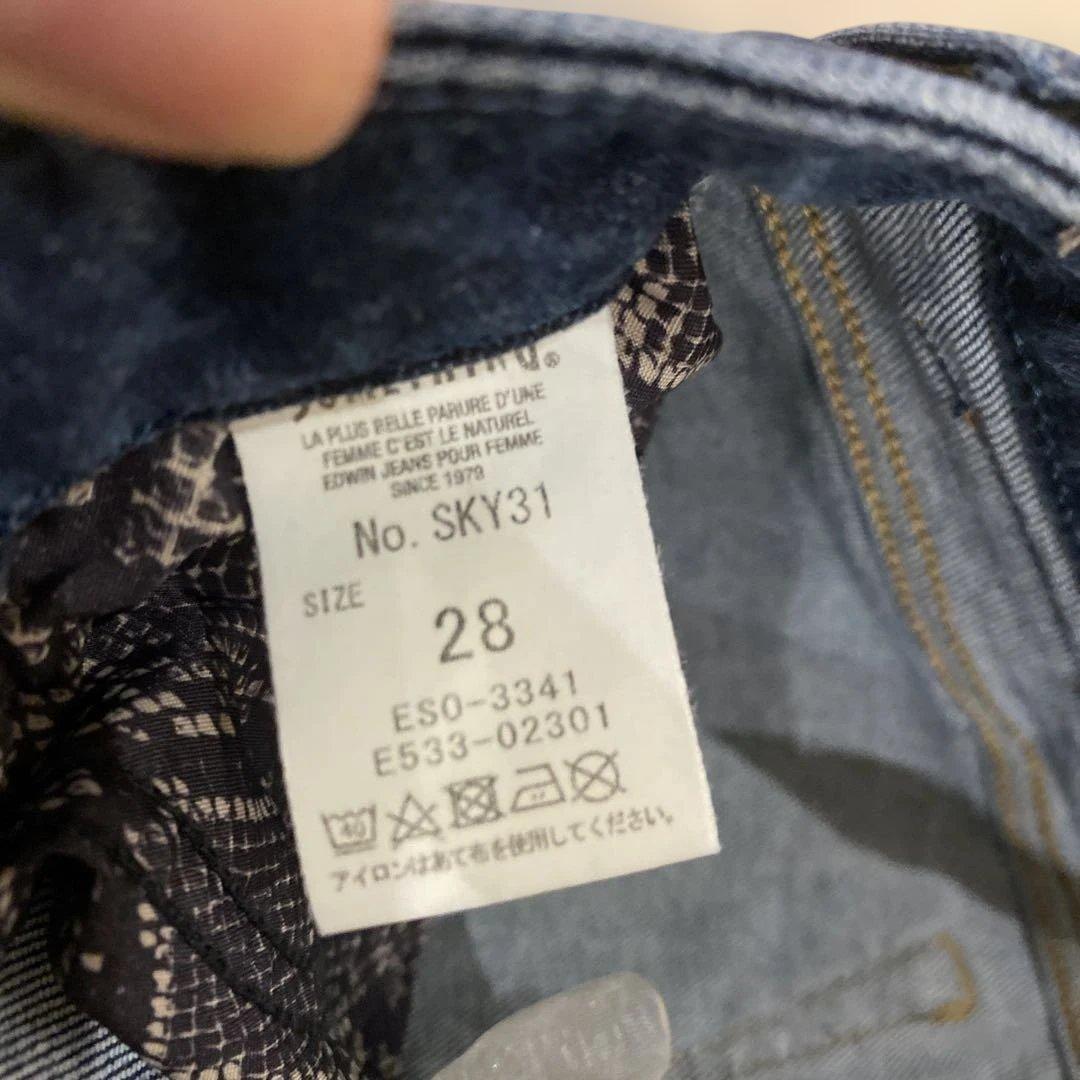 LA PLUS BELLE PARURE D'UNE
FEMME C'EST LE NATUREL
EDWIN JEANS POUR FEMME
SINCE 1979
No. SKY31
SIZE
28
ES0-3341
E533-02301
40
アイロンはあて布を使用してください。